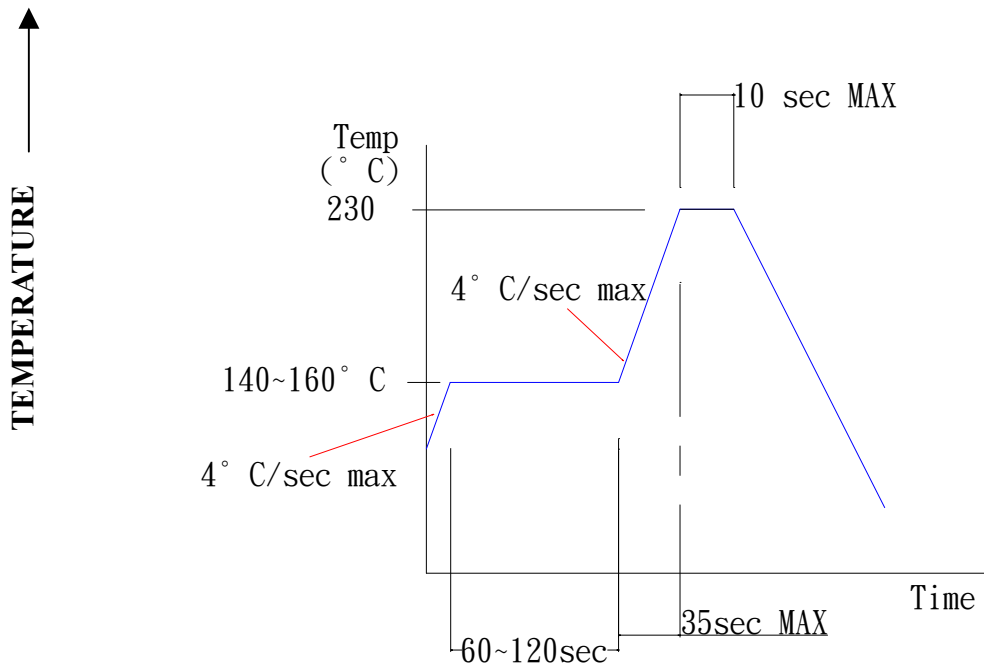 TEMPERATURE
10 sec MAX
Temp
(° C)
230
4° C/sec max
140~160° C
4° C/sec max
Time
35sec MAX
60~120sec